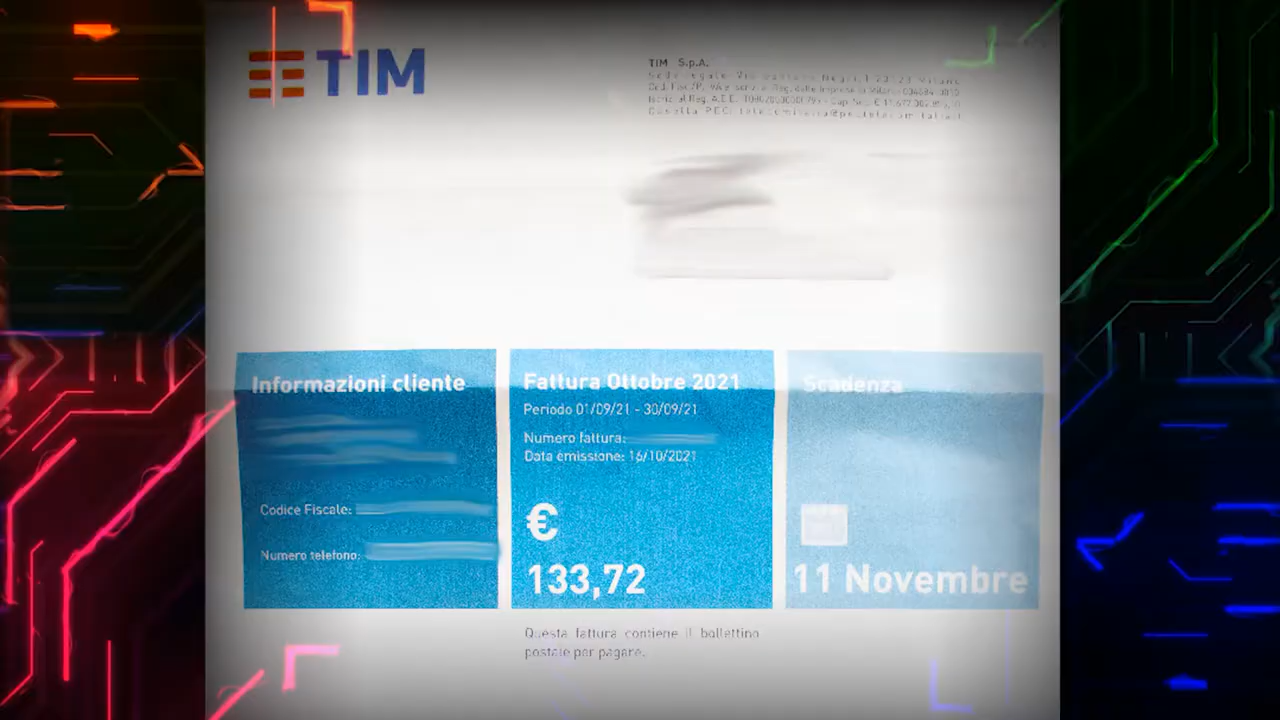 TIM
TIM S.p.A.
Informazioni cliente
Codice Fiscale:
Numero telefono:
Fattura Ottobre 2021
Periodo 01/09/21 - 30/09/21
Numero fattura:
Data emissione: 16/10/2021
€
133,72
Scadenza
11 Novembre
Questa fattura contiene il bollettino
postale per pagare.